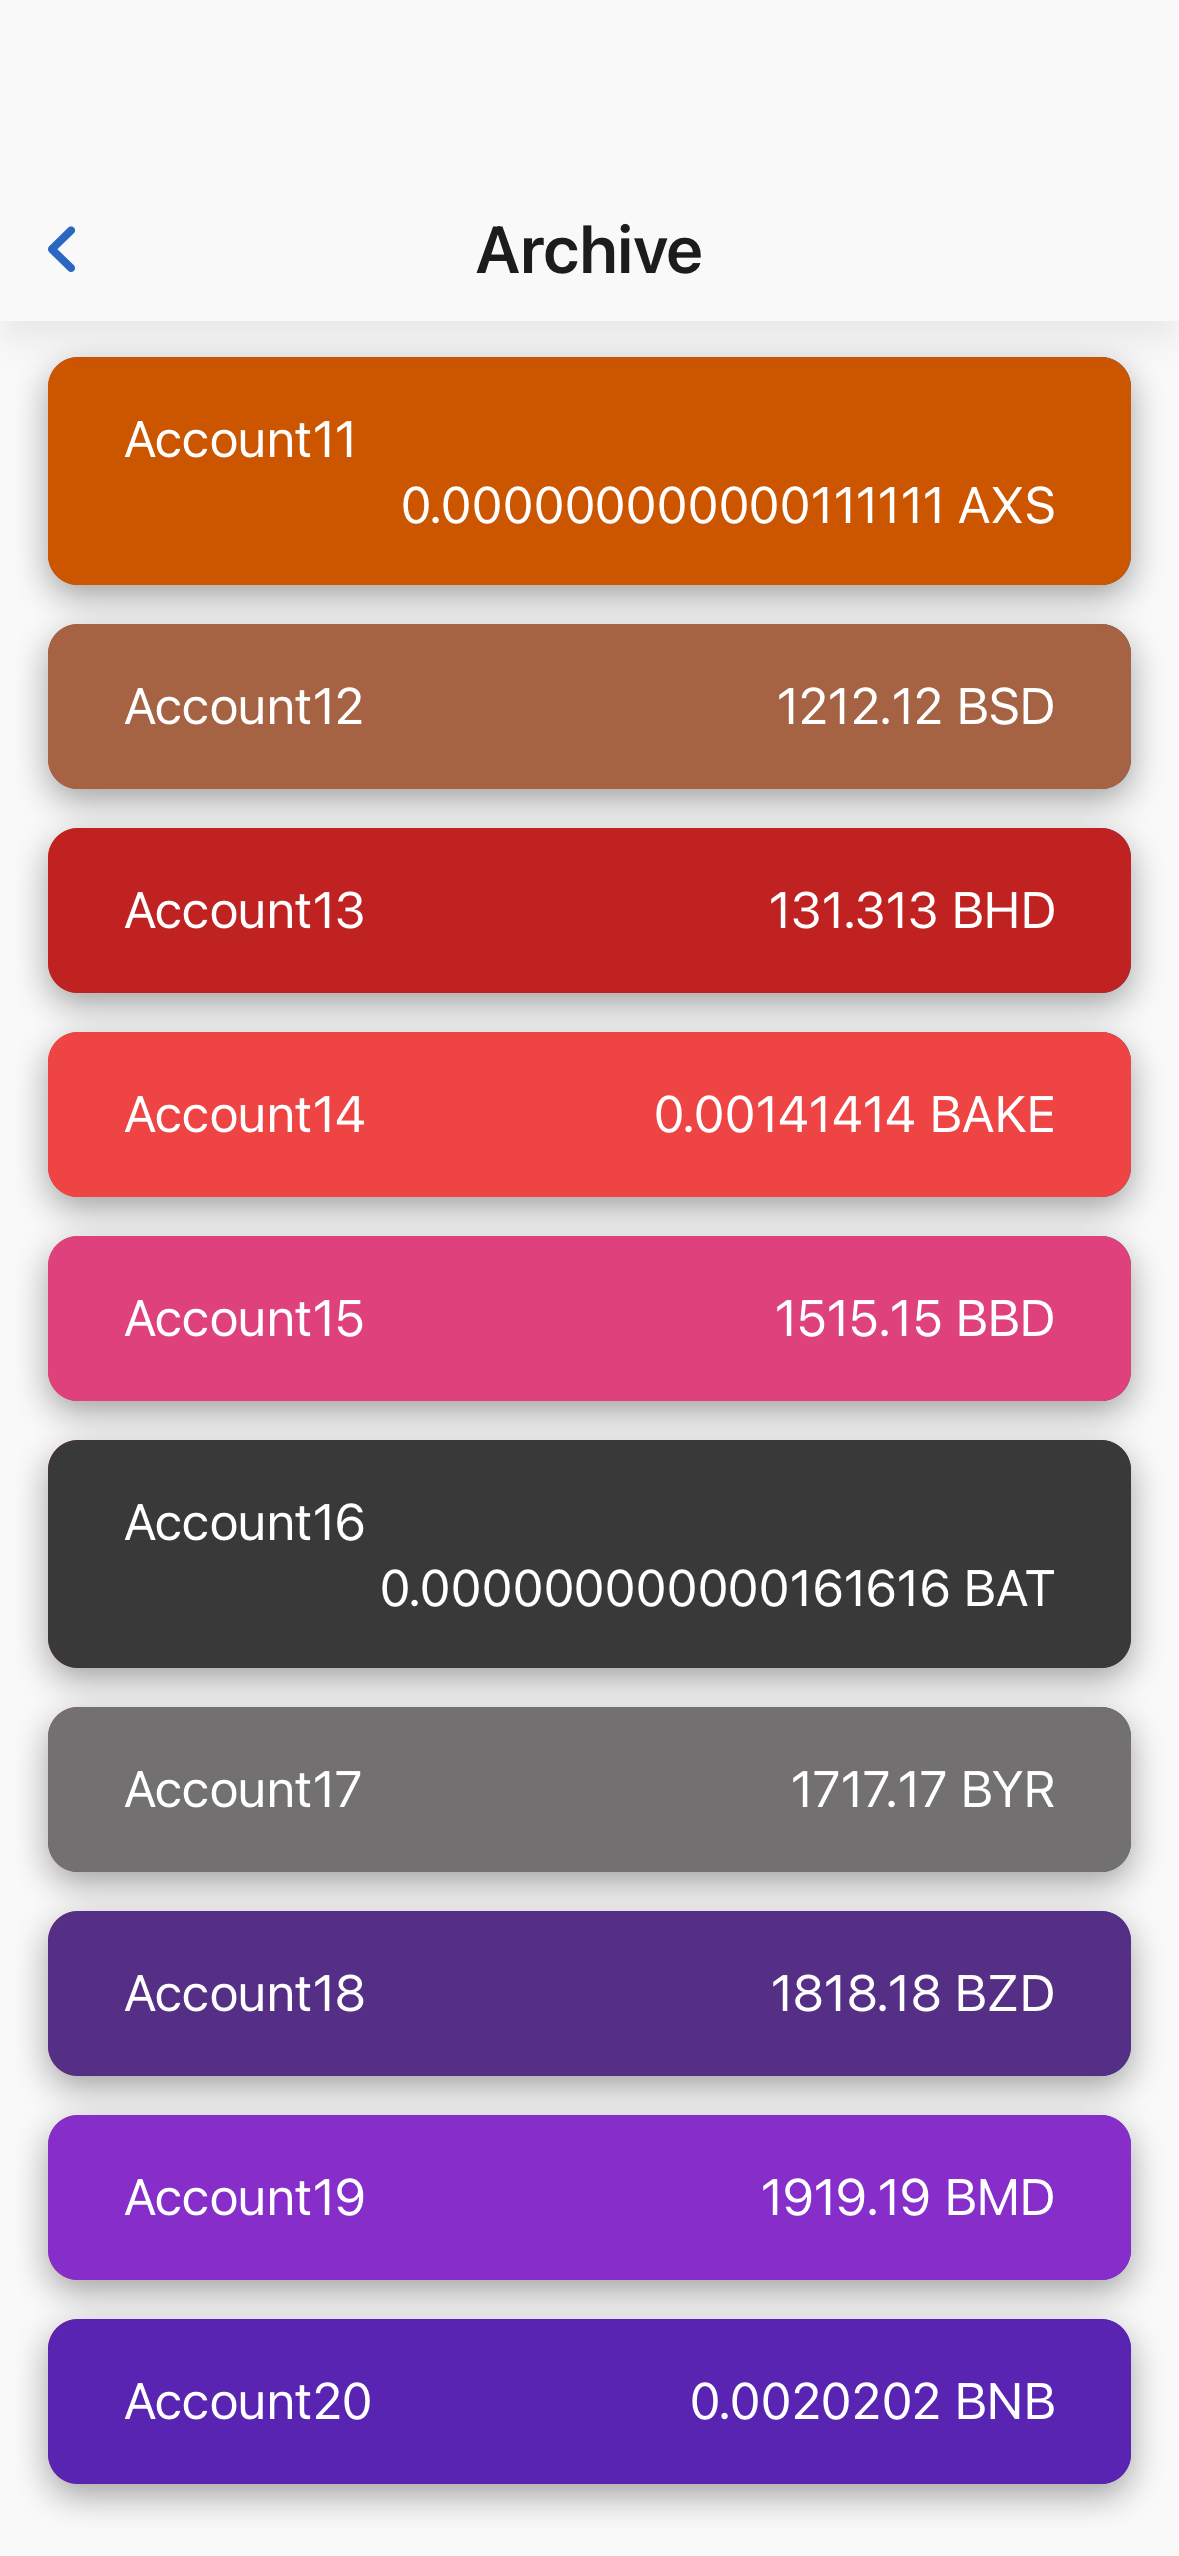 Archive
Account11
0.000000000000111111 AXS
Account12
1212.12 BSD
Account13
131.313 BHD
Account14
0.00141414 BAKE
Account15
1515.15 BBD
Account16
0.000000000000161616 BAT
Account17
1717.17 BYR
Account18
1818.18 BZD
Account19
1919.19 BMD
Account20
0.0020202 BNB